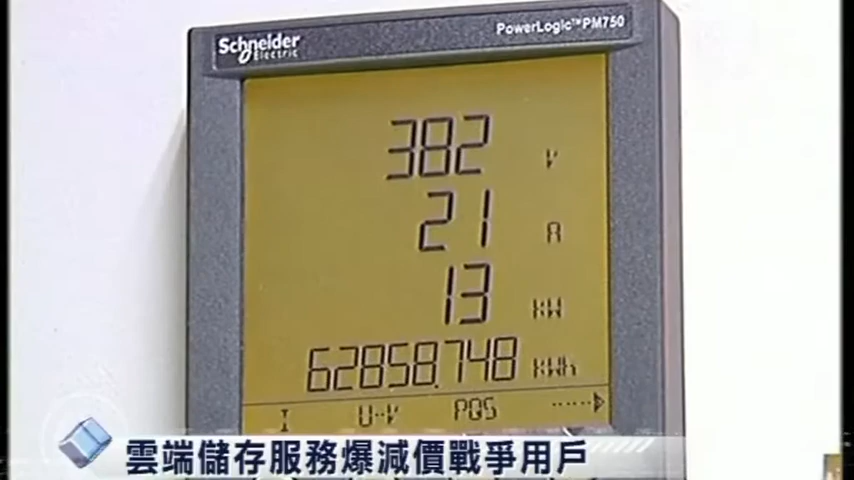 Schneider
Electric
PowerLogic™PM750
382 V
21 A
13 kW
62858.748 kWh
I U-V PQS ·····>
雲端儲存服務爆減價戰爭用戶